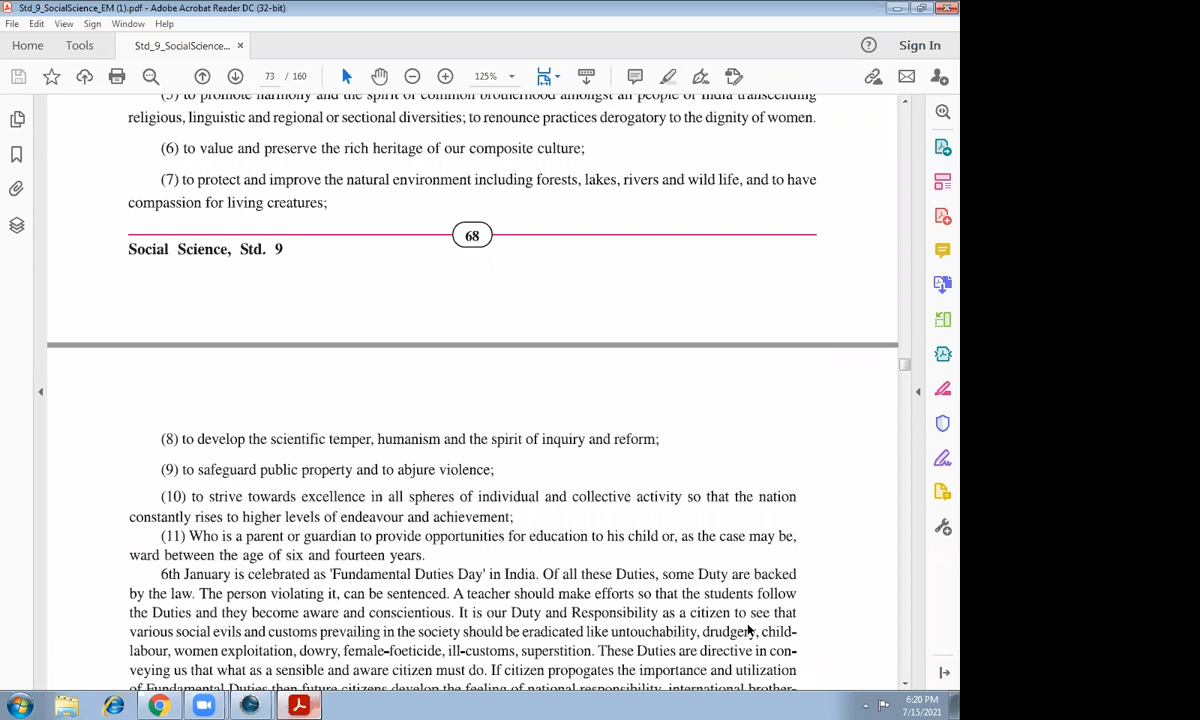 Std_9_SocialScience_EM (1).pdf - Adobe Acrobat Reader DC (32-bit)
File Edit View Sign Window Help
Home Tools Std_9_SocialScience... × Sign In
73 / 160 125%
(5) to promote harmony and the spirit of common brotherhood amongst all people of India transcending
religious, linguistic and regional or sectional diversities; to renounce practices derogatory to the dignity of women.
(6) to value and preserve the rich heritage of our composite culture;
(7) to protect and improve the natural environment including forests, lakes, rivers and wild life, and to have
compassion for living creatures;
68
Social Science, Std. 9
(8) to develop the scientific temper, humanism and the spirit of inquiry and reform;
(9) to safeguard public property and to abjure violence;
(10) to strive towards excellence in all spheres of individual and collective activity so that the nation
constantly rises to higher levels of endeavour and achievement;
(11) Who is a parent or guardian to provide opportunities for education to his child or, as the case may be,
ward between the age of six and fourteen years.
6th January is celebrated as 'Fundamental Duties Day' in India. Of all these Duties, some Duty are backed
by the law. The person violating it, can be sentenced. A teacher should make efforts so that the students follow
the Duties and they become aware and conscientious. It is our Duty and Responsibility as a citizen to see that
various social evils and customs prevailing in the society should be eradicated like untouchability, drudgery, child-
labour, women exploitation, dowry, female-foeticide, ill-customs, superstition. These Duties are directive in con-
veying us that what as a sensible and aware citizen must do. If citizen propogates the importance and utilization
of Fundamental Duties then future citizens develop the feeling of national responsibility, international brother-
6:20 PM
7/15/2021